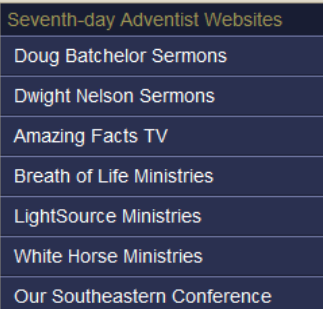 Seventh-day Adventist Websites
Doug Batchelor Sermons
Dwight Nelson Sermons
Amazing Facts TV
Breath of Life Ministries
LightSource Ministries
White Horse Ministries
Our Southeastern Conference